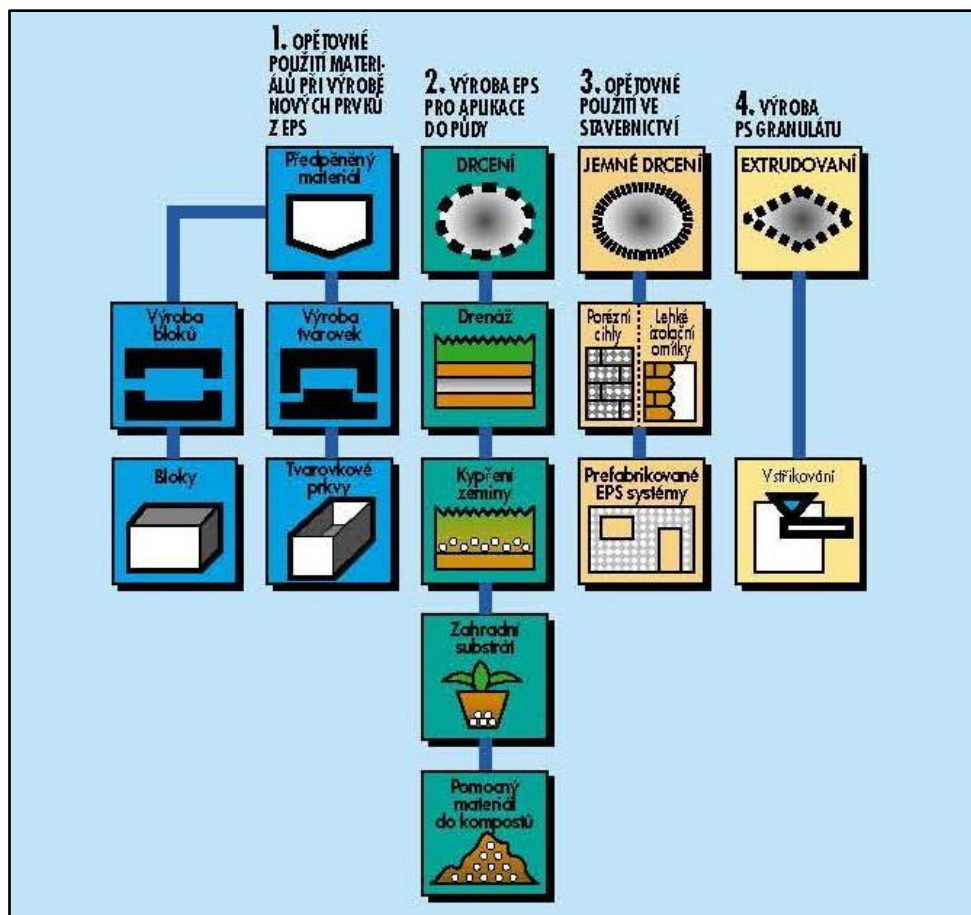 1. OPĚTOVNÉ
POUŽITÍ MATERI-
ÁLŮ PŘI VÝROBĚ
NOVÝCH PRVKŮ
Z EPS
2. VÝROBA EPS
PRO APLIKACE
DO PŮDY
3. OPĚTOVNÉ
POUŽITÍ VE
STAVEBNICTVÍ
4. VÝROBA
PS GRANULÁTU
Předpěněný
materiál
DRCENÍ
JEMNÉ DRCENÍ
EXTRUDOVANÍ
Výroba
bloků
Výroba
tvarovek
Drenáž
Porézní
cihly
Lehké
izolační
omítky
Bloky
Tvarovkové
prkvy
Kypření
zeminy
Prefabrikované
EPS systémy
Vstřikování
Zahradní
substrát
Pomocný
materiál
do kompostů